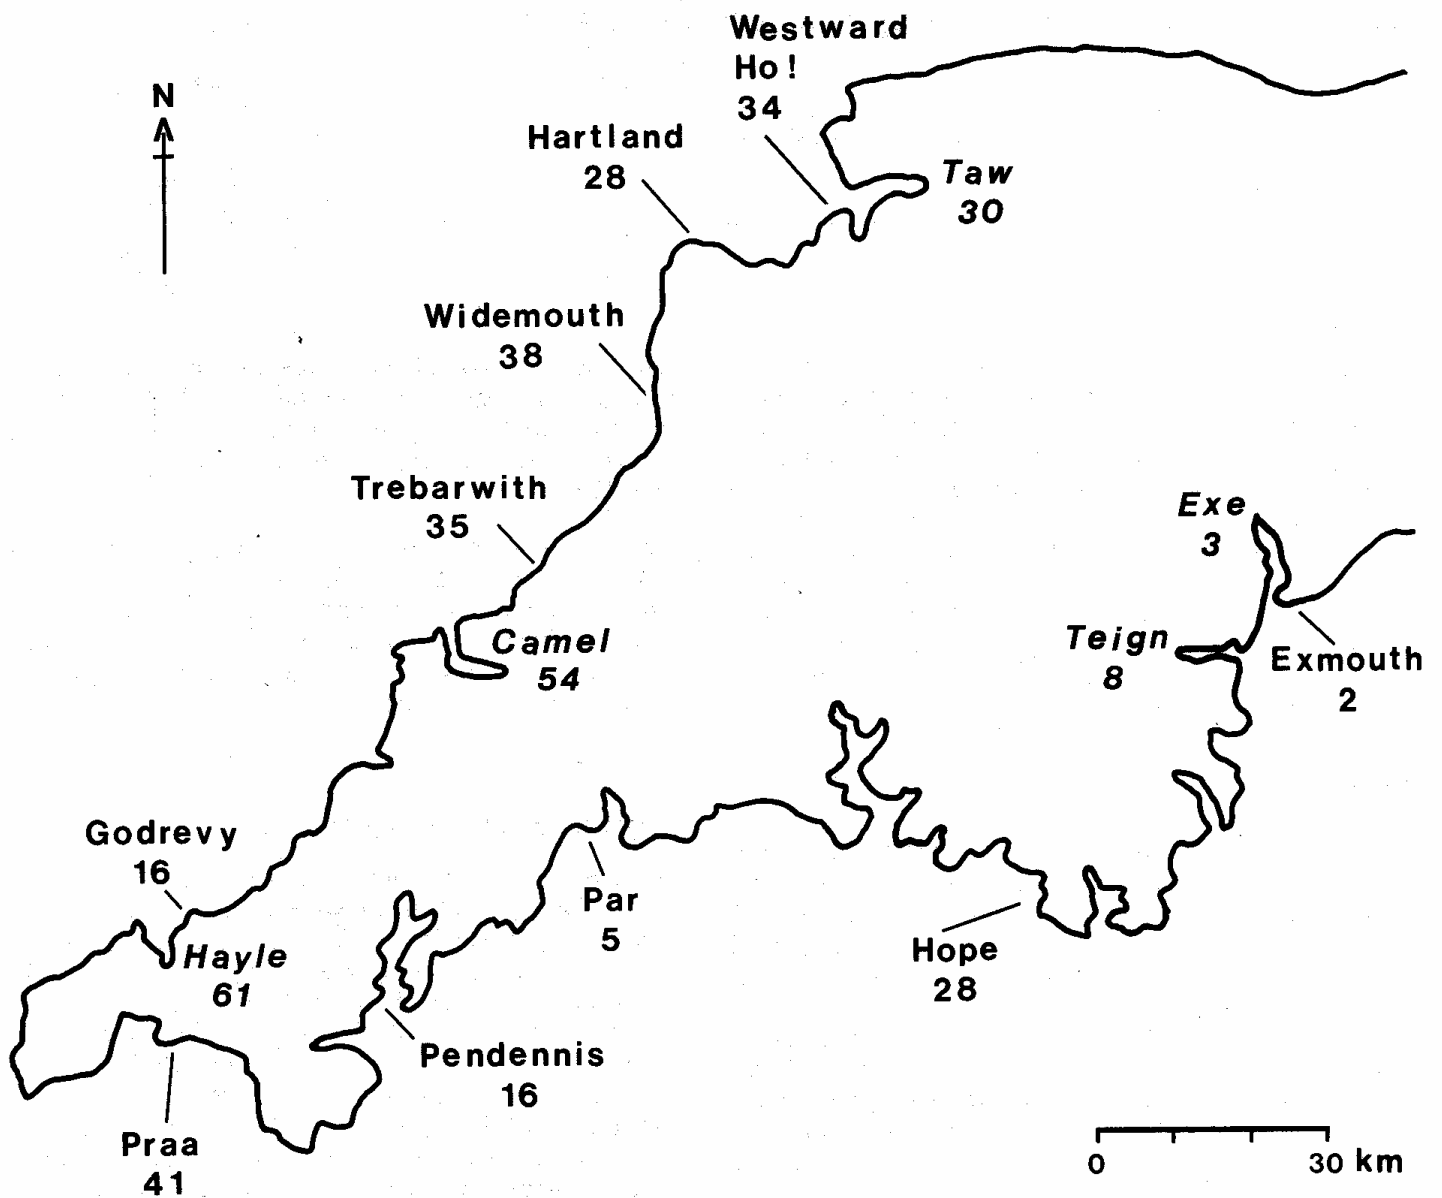 Westward
Ho!
34
N
Hartland
28
Taw
30
Widemouth
38
Trebarwith
35
Exe
3
Camel
54
Teign
8
Exmouth
2
Godrevy
16
Par
5
Hope
28
Hayle
61
Pendennis
16
Praa
41
0 30 km